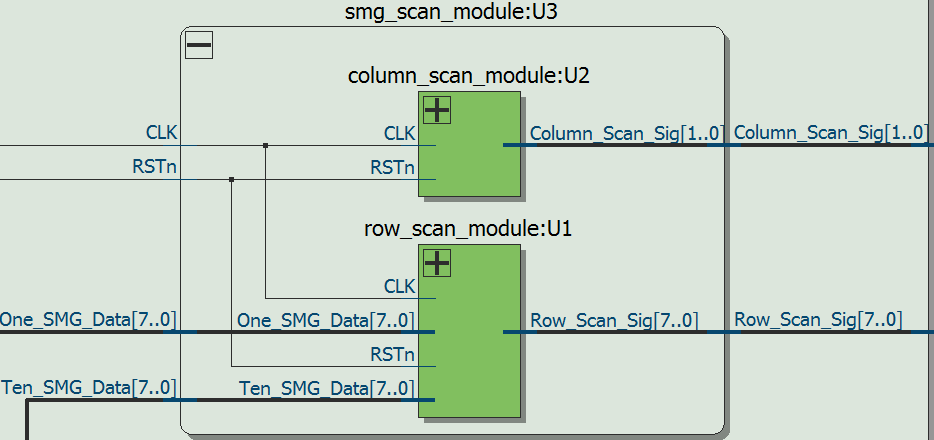 smg_scan_module:U3
column_scan_module:U2
CLK CLK Column_Scan_Sig[1..0] Column_Scan_Sig[1..0]
RSTn RSTn
row_scan_module:U1
CLK
One_SMG_Data[7..0] One_SMG_Data[7..0] Row_Scan_Sig[7..0] Row_Scan_Sig[7..0]
RSTn
Ten_SMG_Data[7..0] Ten_SMG_Data[7..0]